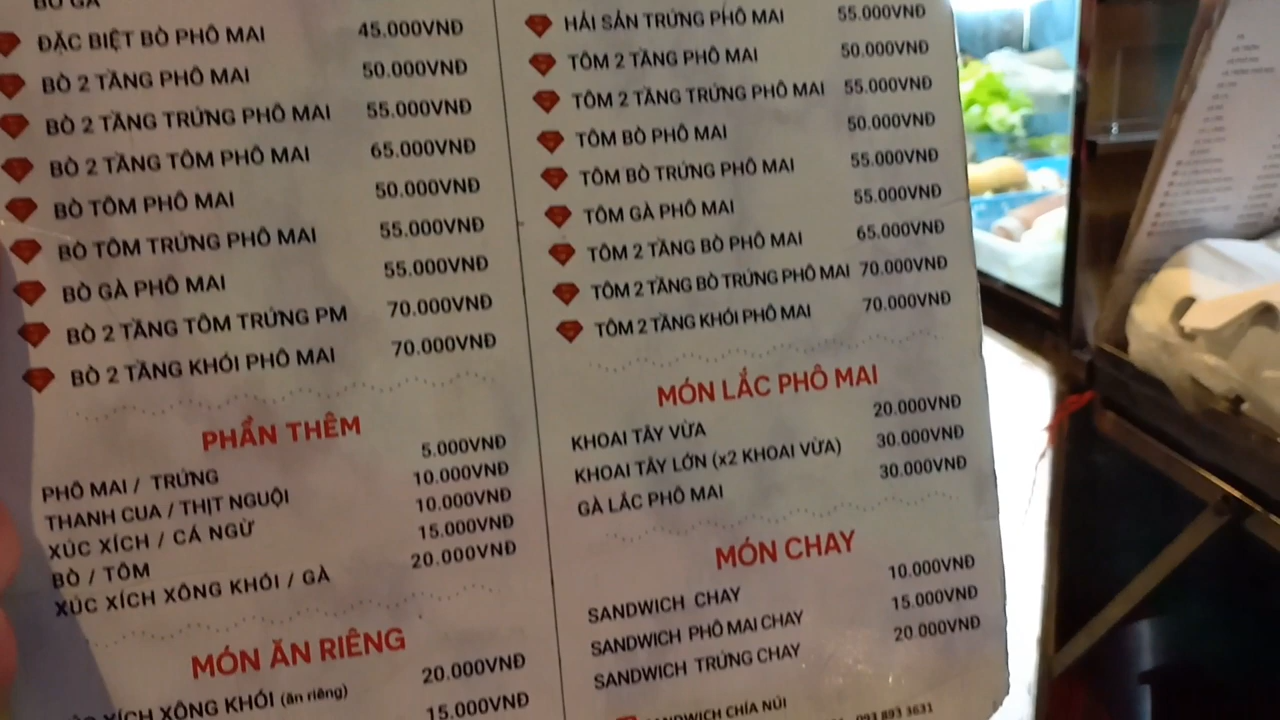 BÒ GÀ
ĐẶC BIỆT BÒ PHÔ MAI 45.000VNĐ
BÒ 2 TẦNG PHÔ MAI 50.000VNĐ
BÒ 2 TẦNG TRỨNG PHÔ MAI 55.000VNĐ
BÒ 2 TẦNG TÔM PHÔ MAI 65.000VNĐ
BÒ TÔM PHÔ MAI 50.000VNĐ
BÒ TÔM TRỨNG PHÔ MAI 55.000VNĐ
BÒ GÀ PHÔ MAI 55.000VNĐ
BÒ 2 TẦNG TÔM TRỨNG PM 70.000VNĐ
BÒ 2 TẦNG KHÓI PHÔ MAI 70.000VNĐ
PHẦN THÊM
PHÔ MAI / TRỨNG 5.000VNĐ
THANH CUA / THỊT NGUỘI 10.000VNĐ
XÚC XÍCH / CÁ NGỪ 10.000VNĐ
BÒ / TÔM 15.000VNĐ
XÚC XÍCH XÔNG KHÓI / GÀ 20.000VNĐ
MÓN ĂN RIÊNG
XÍCH XÔNG KHÓI (ăn riêng) 20.000VNĐ
15.000VNĐ
HẢI SẢN TRỨNG PHÔ MAI 55.000VNĐ
TÔM 2 TẦNG PHÔ MAI 50.000VNĐ
TÔM 2 TẦNG TRỨNG PHÔ MAI 55.000VNĐ
TÔM BÒ PHÔ MAI 50.000VNĐ
TÔM BÒ TRỨNG PHÔ MAI 55.000VNĐ
TÔM GÀ PHÔ MAI 55.000VNĐ
TÔM 2 TẦNG BÒ PHÔ MAI 65.000VNĐ
TÔM 2 TẦNG BÒ TRỨNG PHÔ MAI 70.000VNĐ
TÔM 2 TẦNG KHÓI PHÔ MAI 70.000VNĐ
MÓN LẮC PHÔ MAI
KHOAI TÂY VỪA 20.000VNĐ
KHOAI TÂY LỚN (x2 KHOAI VỪA) 30.000VNĐ
GÀ LẮC PHÔ MAI 30.000VNĐ
MÓN CHAY
SANDWICH CHAY 10.000VNĐ
SANDWICH PHÔ MAI CHAY 15.000VNĐ
SANDWICH TRỨNG CHAY 20 000VNĐ
SANDWICH CHÍA NÚI
093 893 3631